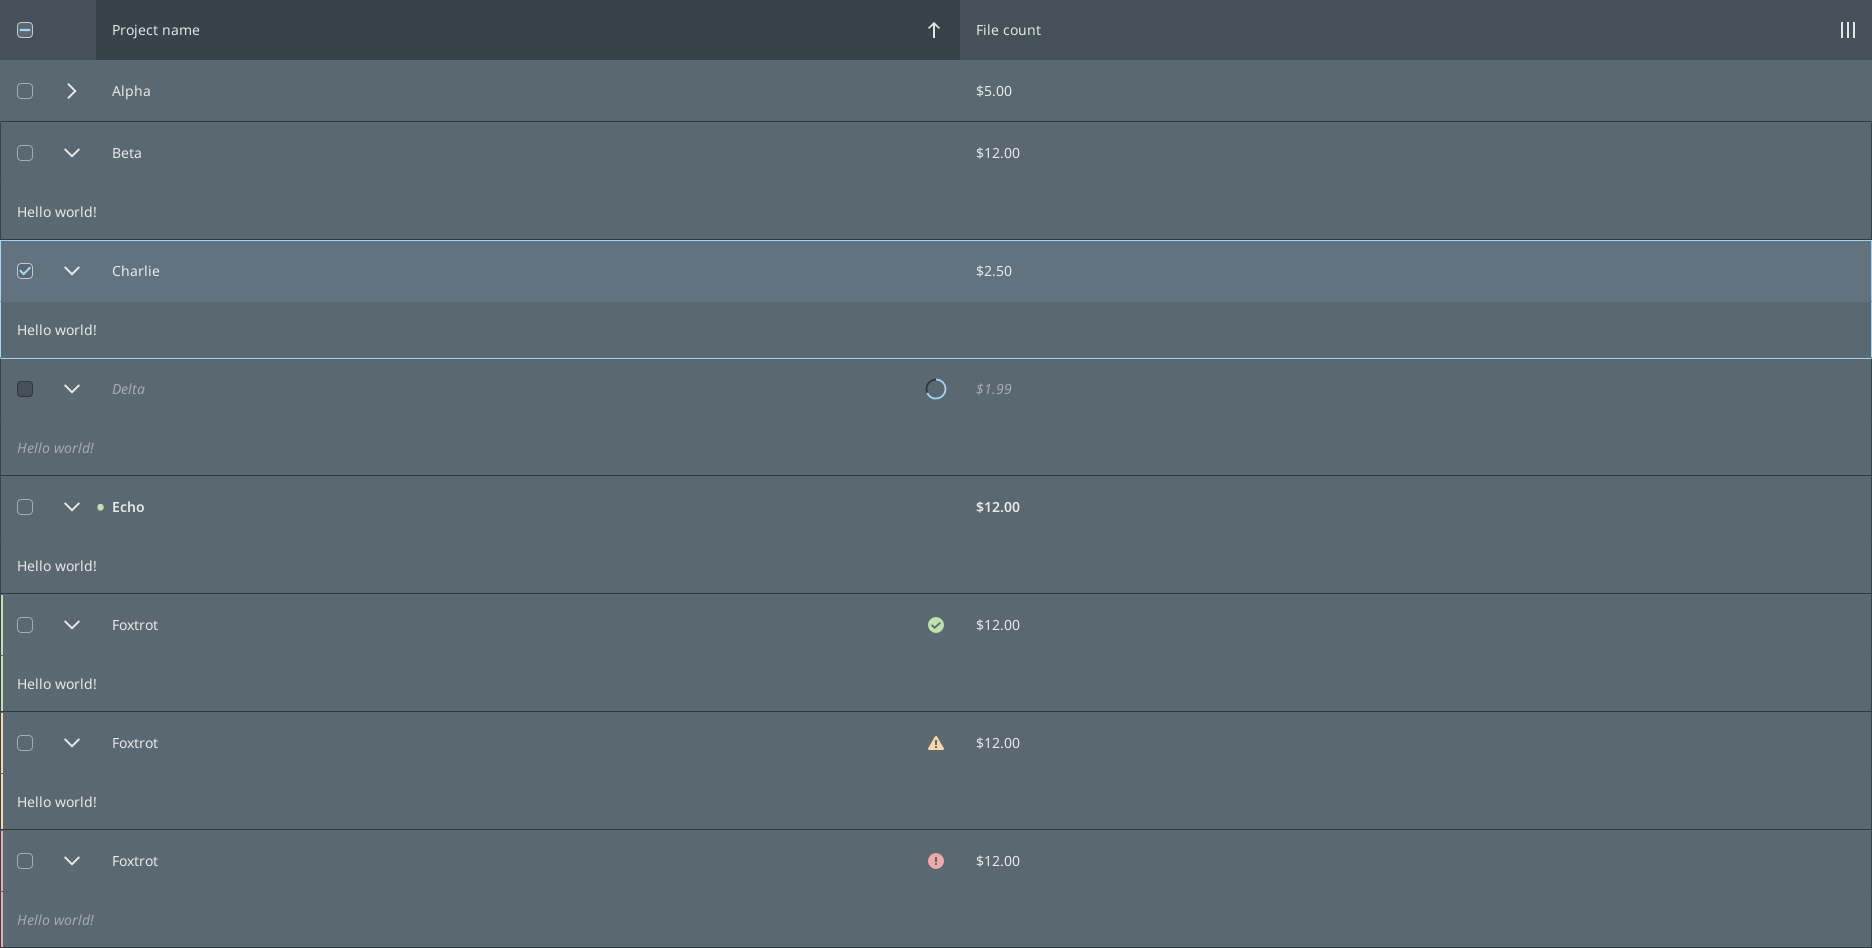 Project name File count
Alpha $5.00
Beta $12.00
Hello world!
Charlie $2.50
Hello world!
Delta $1.99
Hello world!
Echo $12.00
Hello world!
Foxtrot $12.00
Hello world!
Foxtrot $12.00
Hello world!
Foxtrot $12.00
Hello world!